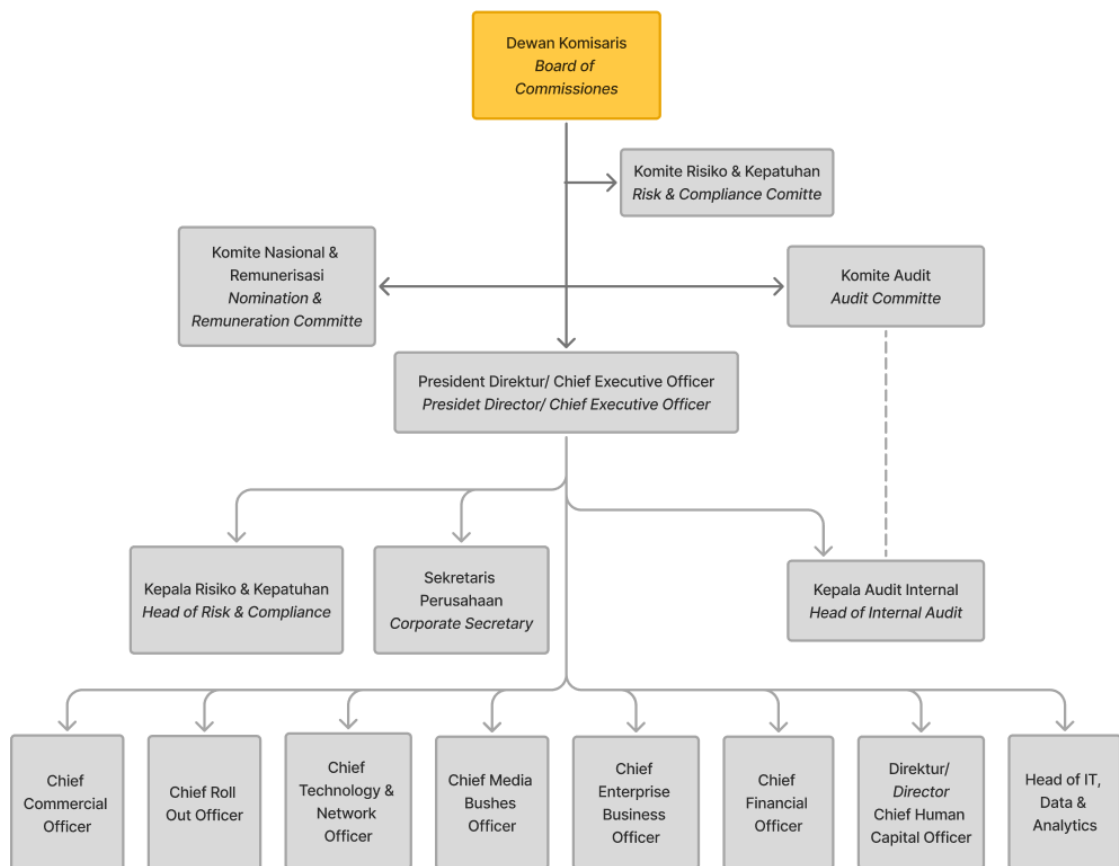 Dewan Komisaris
Board of
Commissiones
Komite Risiko & Kepatuhan
Risk & Compliance Comitte
Komite Nasional &
Remunerisasi
Nomination &
Remuneration Committe
Komite Audit
Audit Committe
President Direktur/ Chief Executive Officer
Presidet Director/ Chief Executive Officer
Kepala Risiko & Kepatuhan
Head of Risk & Compliance
Sekretaris
Perusahaan
Corporate Secretary
Kepala Audit Internal
Head of Internal Audit
Chief
Commercial
Officer
Chief Roll
Out Officer
Chief
Technology &
Network
Officer
Chief Media
Bushes
Officer
Chief
Enterprise
Business
Officer
Chief
Financial
Officer
Direktur/
Director
Chief Human
Capital Officer
Head of IT,
Data &
Analytics